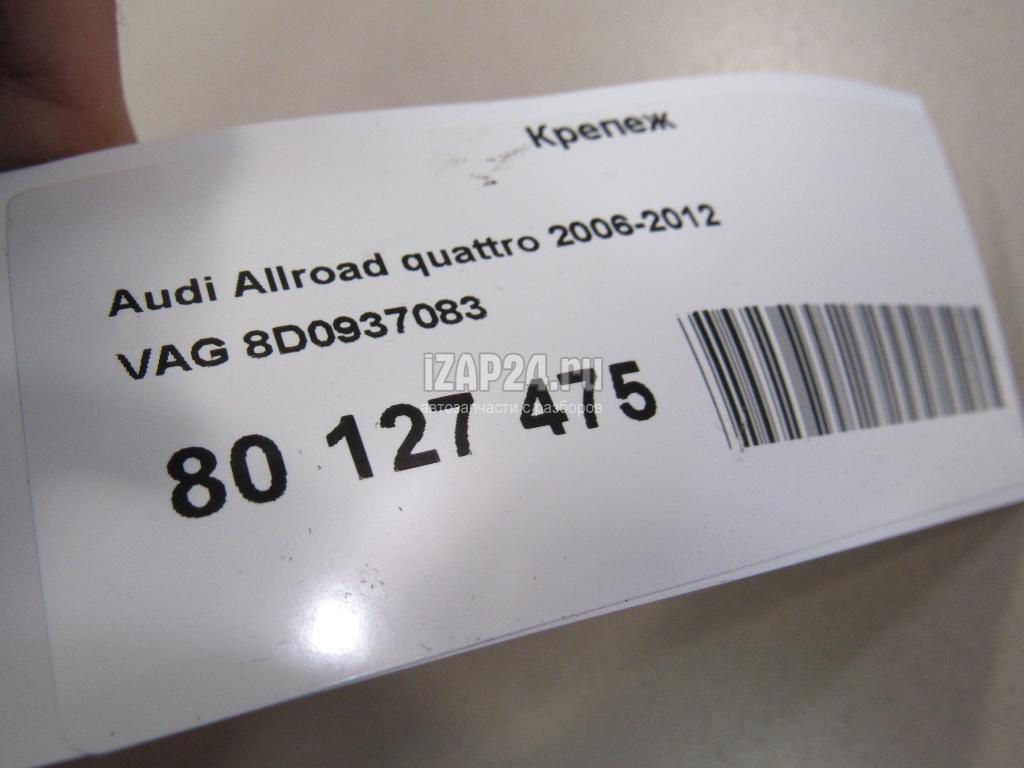 Крепеж
Audi Allroad quattro 2006-2012
VAG 8D0937083
iZAP24.ru
автозапчасти с разборов
80 127 475